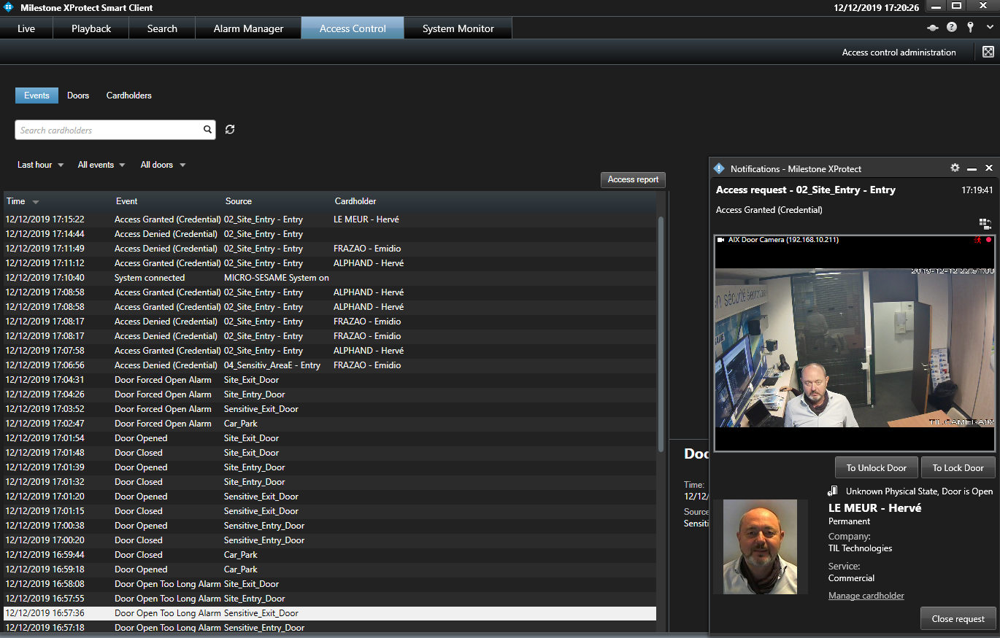 Milestone XProtect Smart Client
12/12/2019 17:20:26
Live Playback Search Alarm Manager Access Control System Monitor
Access control administration
Events Doors Cardholders
Search cardholders
Last hour All events All doors
Access report
Time Event Source Cardholder
12/12/2019 17:15:22 Access Granted (Credential) 02_Site_Entry - Entry LE MEUR - Hervé
12/12/2019 17:14:44 Access Denied (Credential) 02_Site_Entry - Entry
12/12/2019 17:11:49 Access Denied (Credential) 02_Site_Entry - Entry FRAZAO - Emidio
12/12/2019 17:11:12 Access Granted (Credential) 02_Site_Entry - Entry ALPHAND - Hervé
12/12/2019 17:10:40 System connected MICRO-SESAME System on
12/12/2019 17:08:58 Access Granted (Credential) 02_Site_Entry - Entry ALPHAND - Hervé
12/12/2019 17:08:58 Access Granted (Credential) 02_Site_Entry - Entry ALPHAND - Hervé
12/12/2019 17:08:17 Access Denied (Credential) 02_Site_Entry - Entry FRAZAO - Emidio
12/12/2019 17:08:17 Access Denied (Credential) 02_Site_Entry - Entry FRAZAO - Emidio
12/12/2019 17:07:58 Access Granted (Credential) 02_Site_Entry - Entry ALPHAND - Hervé
12/12/2019 17:06:56 Access Denied (Credential) 04_Sensitiv_AreaE - Entry FRAZAO - Emidio
12/12/2019 17:04:31 Door Forced Open Alarm Site_Exit_Door
12/12/2019 17:04:26 Door Forced Open Alarm Site_Entry_Door
12/12/2019 17:03:52 Door Forced Open Alarm Sensitive_Exit_Door
12/12/2019 17:02:47 Door Forced Open Alarm Car_Park
12/12/2019 17:01:54 Door Opened Site_Exit_Door
12/12/2019 17:01:48 Door Closed Site_Exit_Door
12/12/2019 17:01:39 Door Opened Site_Entry_Door
12/12/2019 17:01:32 Door Closed Site_Entry_Door
12/12/2019 17:01:20 Door Opened Sensitive_Exit_Door
12/12/2019 17:01:15 Door Closed Sensitive_Exit_Door
12/12/2019 17:00:38 Door Opened Sensitive_Entry_Door
12/12/2019 17:00:20 Door Closed Sensitive_Entry_Door
12/12/2019 16:59:44 Door Closed Car_Park
12/12/2019 16:59:18 Door Opened Car_Park
12/12/2019 16:58:08 Door Open Too Long Alarm Site_Exit_Door
12/12/2019 16:57:55 Door Open Too Long Alarm Site_Entry_Door
12/12/2019 16:57:36 Door Open Too Long Alarm Sensitive_Exit_Door
12/12/2019 16:57:18 Door Open Too Long Alarm Sensitive_Entry_Door
Doo
Time:
12/12/
Source
Sensiti
Notifications - Milestone XProtect
Access request - 02_Site_Entry - Entry 17:19:41
Access Granted (Credential)
AIX Door Camera (192.168.10.211)
en sécurité
To Unlock Door To Lock Door
Unknown Physical State, Door is Open
LE MEUR - Hervé
Permanent
Company:
TIL Technologies
Service:
Commercial
Manage cardholder
Close request